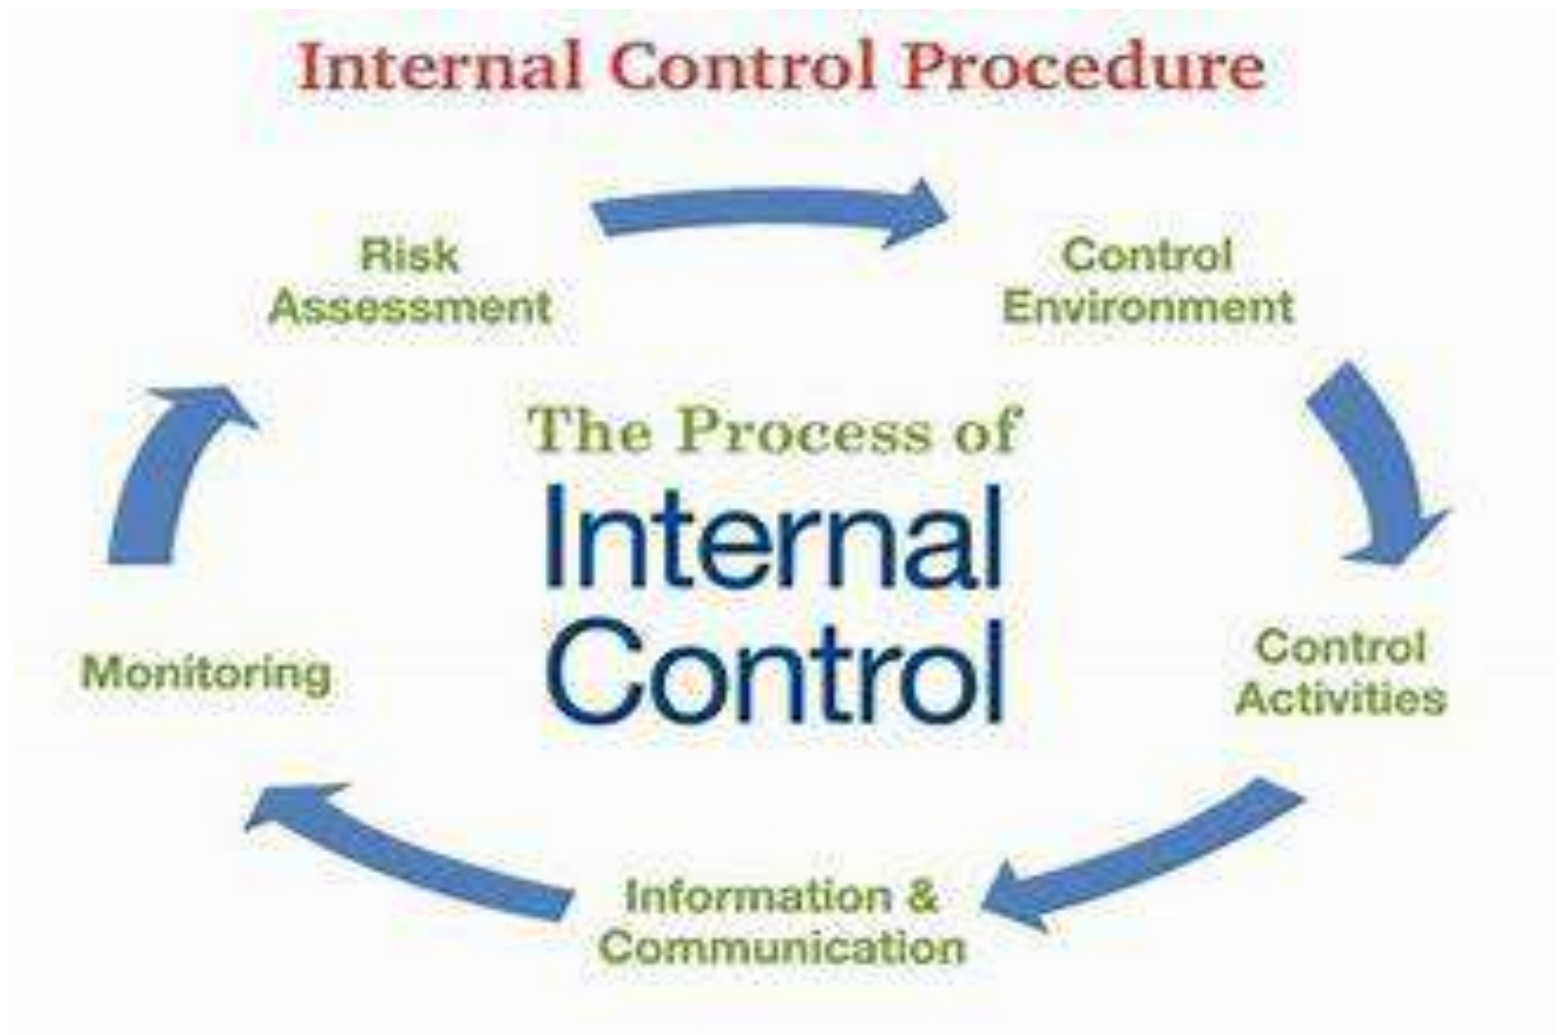 Internal Control Procedure
Risk
Assessment
Control
Environment
The Process of
Internal
Control
Control
Activities
Monitoring
Information &
Communication